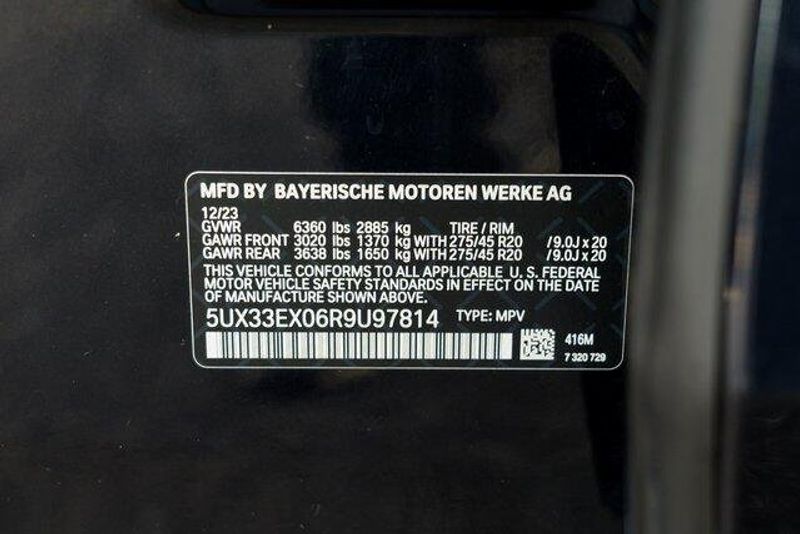 MFD BY BAYERISCHE MOTOREN WERKE AG
12/23
GVWR 6360 lbs 2885 kg TIRE / RIM
GAWR FRONT 3020 lbs 1370 kg WITH 275/45 R20 /9.0J x 20
GAWR REAR 3638 lbs 1650 kg WITH 275/45 R20 /9.0J x 20
THIS VEHICLE CONFORMS TO ALL APPLICABLE U. S. FEDERAL
MOTOR VEHICLE SAFETY STANDARDS IN EFFECT ON THE DATE
OF MANUFACTURE SHOWN ABOVE.
5UX33EX06R9U97814 TYPE: MPV
416M
7 320 729